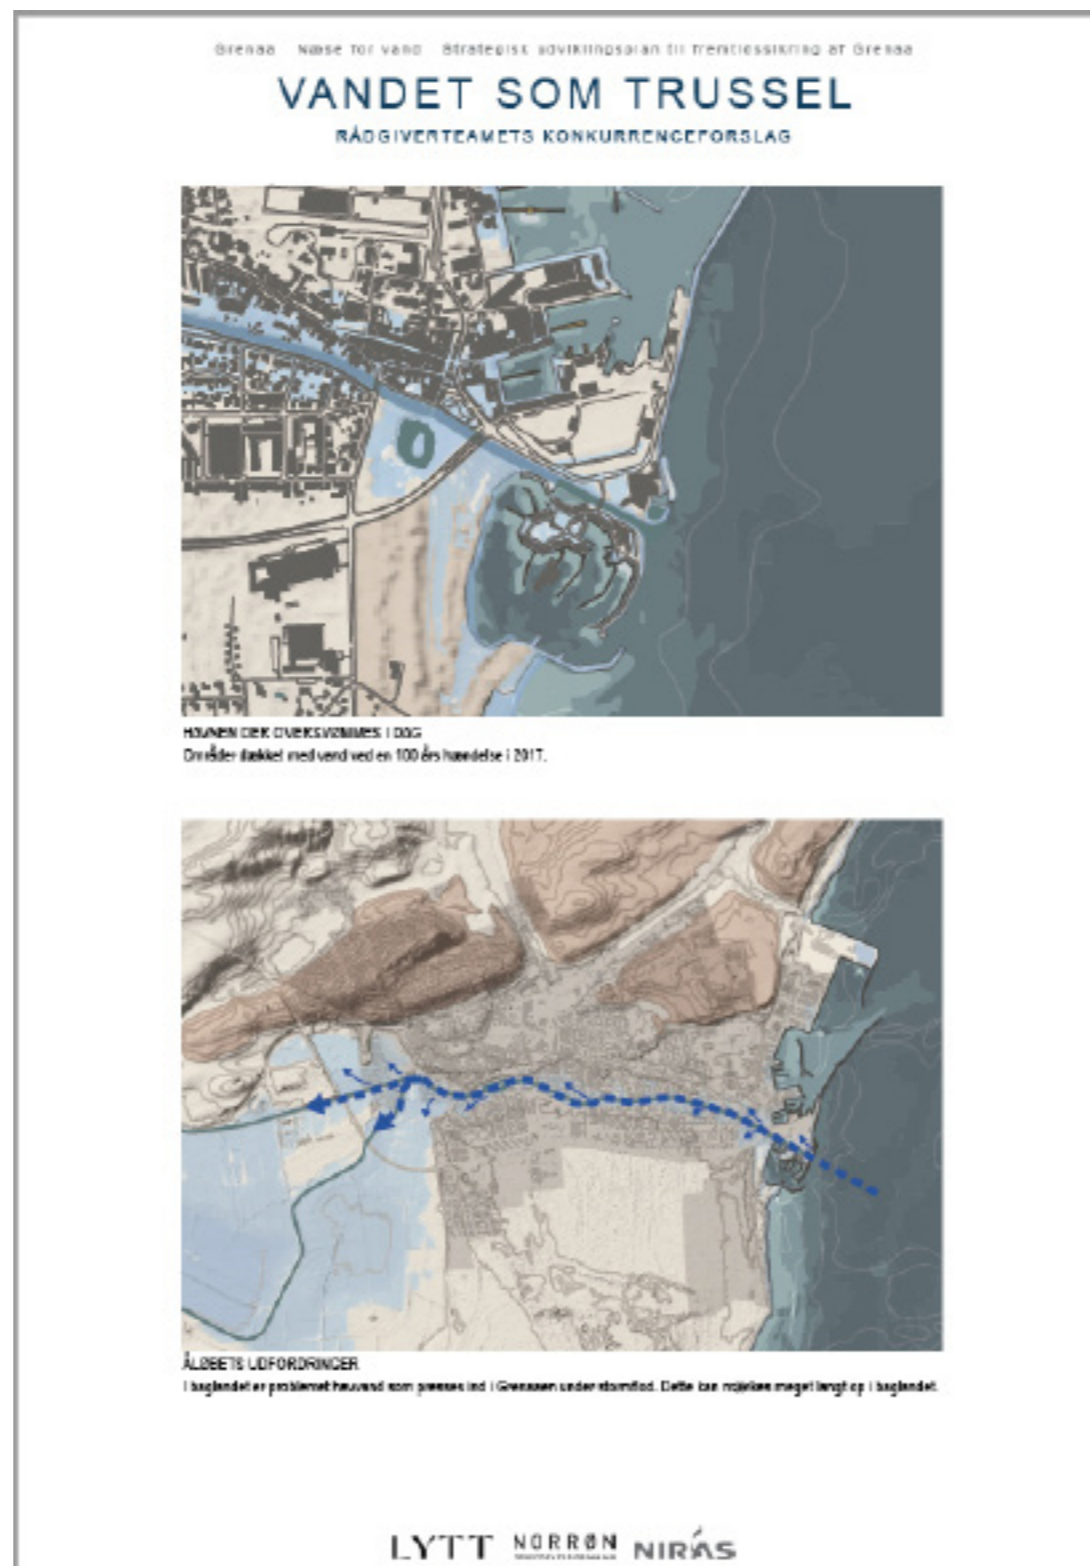 Grenaa Næse for vand Strategisk udviklingsplan til fremtidssikring af Grenaa
VANDET SOM TRUSSEL
RÅDGIVERTEAMETS KONKURRENCEFORSLAG
HAVNEN DER OVERSVØMMES I DAG
Områder dækket med vand ved en 100 års hændelse i 2017.
ÅLØBETS UDFORDRINGER
I baglandet er problemet havvand som presses ind i Grenaaen under stormflod. Dette kan mærkes meget langt op i baglandet.
LYTT NORRØN NIRAS